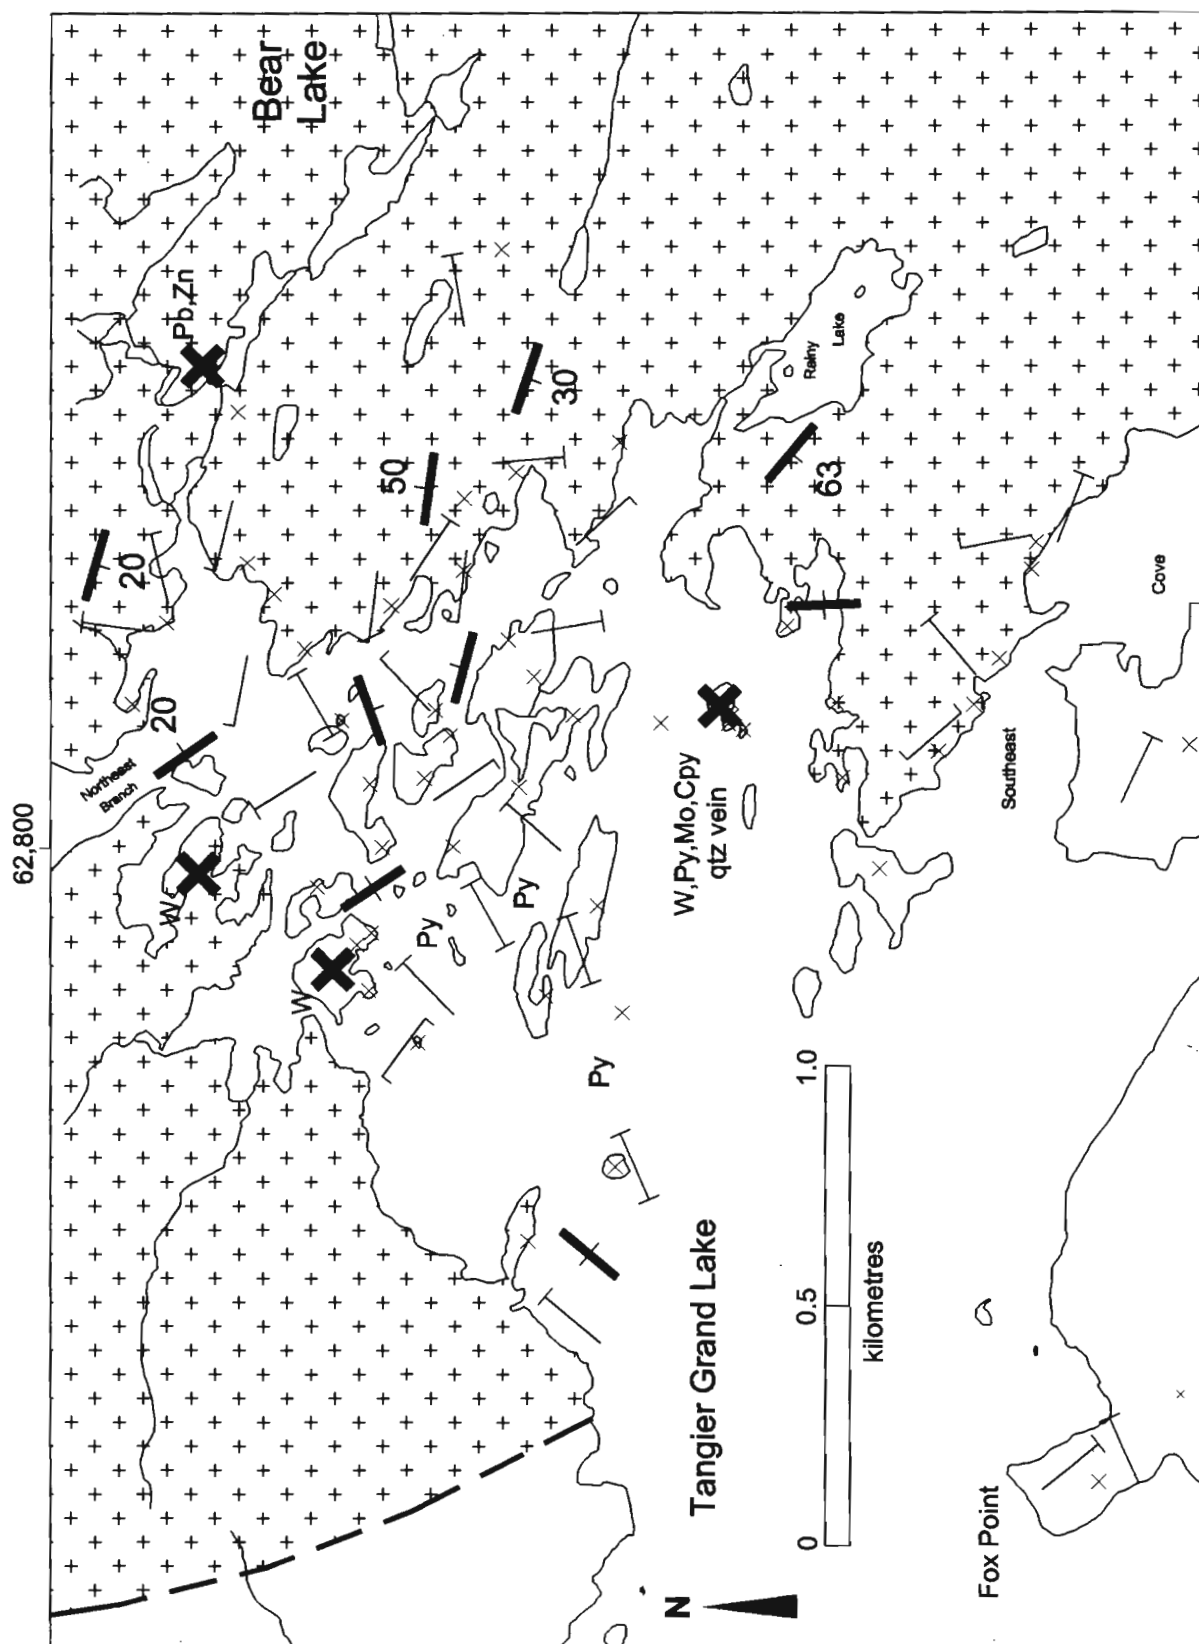 62,800
Bear
Lake
Pb,Zn
20
20
Northeast
Branch
W
W
50
30
Py
Py
Py
63
Rainy
Lake
W,Py,Mo,Cpy
qtz vein
Southeast
Cove
Tangier Grand Lake
0
0.5
1.0
kilometres
N
Fox Point